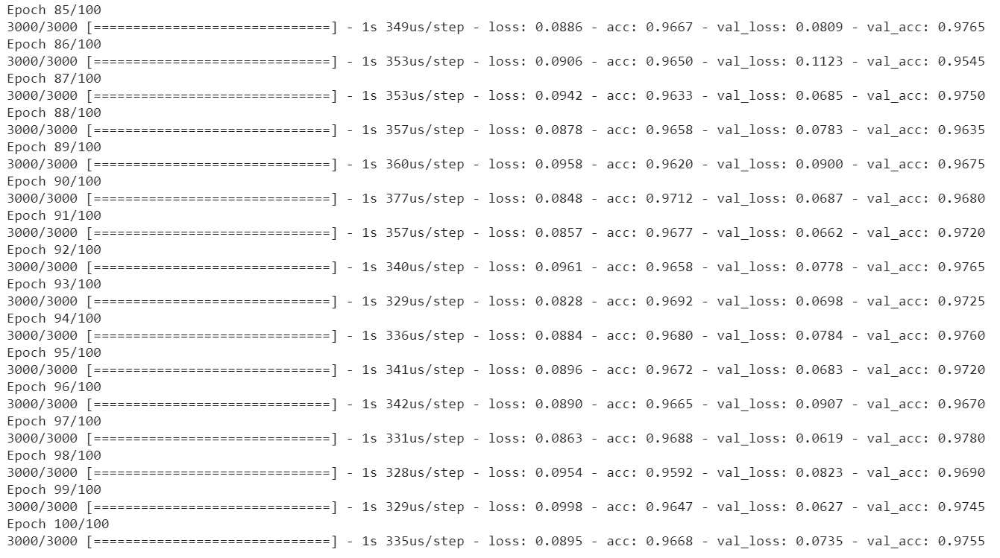 Epoch 85/100
3000/3000 [==============================] - 1s 349us/step - loss: 0.0886 - acc: 0.9667 - val_loss: 0.0809 - val_acc: 0.9765
Epoch 86/100
3000/3000 [==============================] - 1s 353us/step - loss: 0.0906 - acc: 0.9650 - val_loss: 0.1123 - val_acc: 0.9545
Epoch 87/100
3000/3000 [==============================] - 1s 353us/step - loss: 0.0942 - acc: 0.9633 - val_loss: 0.0685 - val_acc: 0.9750
Epoch 88/100
3000/3000 [==============================] - 1s 357us/step - loss: 0.0878 - acc: 0.9658 - val_loss: 0.0783 - val_acc: 0.9635
Epoch 89/100
3000/3000 [==============================] - 1s 360us/step - loss: 0.0958 - acc: 0.9620 - val_loss: 0.0900 - val_acc: 0.9675
Epoch 90/100
3000/3000 [==============================] - 1s 377us/step - loss: 0.0848 - acc: 0.9712 - val_loss: 0.0687 - val_acc: 0.9680
Epoch 91/100
3000/3000 [==============================] - 1s 357us/step - loss: 0.0857 - acc: 0.9677 - val_loss: 0.0662 - val_acc: 0.9720
Epoch 92/100
3000/3000 [==============================] - 1s 340us/step - loss: 0.0961 - acc: 0.9658 - val_loss: 0.0778 - val_acc: 0.9765
Epoch 93/100
3000/3000 [==============================] - 1s 329us/step - loss: 0.0828 - acc: 0.9692 - val_loss: 0.0698 - val_acc: 0.9725
Epoch 94/100
3000/3000 [==============================] - 1s 336us/step - loss: 0.0884 - acc: 0.9680 - val_loss: 0.0784 - val_acc: 0.9760
Epoch 95/100
3000/3000 [==============================] - 1s 341us/step - loss: 0.0896 - acc: 0.9672 - val_loss: 0.0683 - val_acc: 0.9720
Epoch 96/100
3000/3000 [==============================] - 1s 342us/step - loss: 0.0890 - acc: 0.9665 - val_loss: 0.0907 - val_acc: 0.9670
Epoch 97/100
3000/3000 [==============================] - 1s 331us/step - loss: 0.0863 - acc: 0.9688 - val_loss: 0.0619 - val_acc: 0.9780
Epoch 98/100
3000/3000 [==============================] - 1s 328us/step - loss: 0.0954 - acc: 0.9592 - val_loss: 0.0823 - val_acc: 0.9690
Epoch 99/100
3000/3000 [==============================] - 1s 329us/step - loss: 0.0998 - acc: 0.9647 - val_loss: 0.0627 - val_acc: 0.9745
Epoch 100/100
3000/3000 [==============================] - 1s 335us/step - loss: 0.0895 - acc: 0.9668 - val_loss: 0.0735 - val_acc: 0.9755